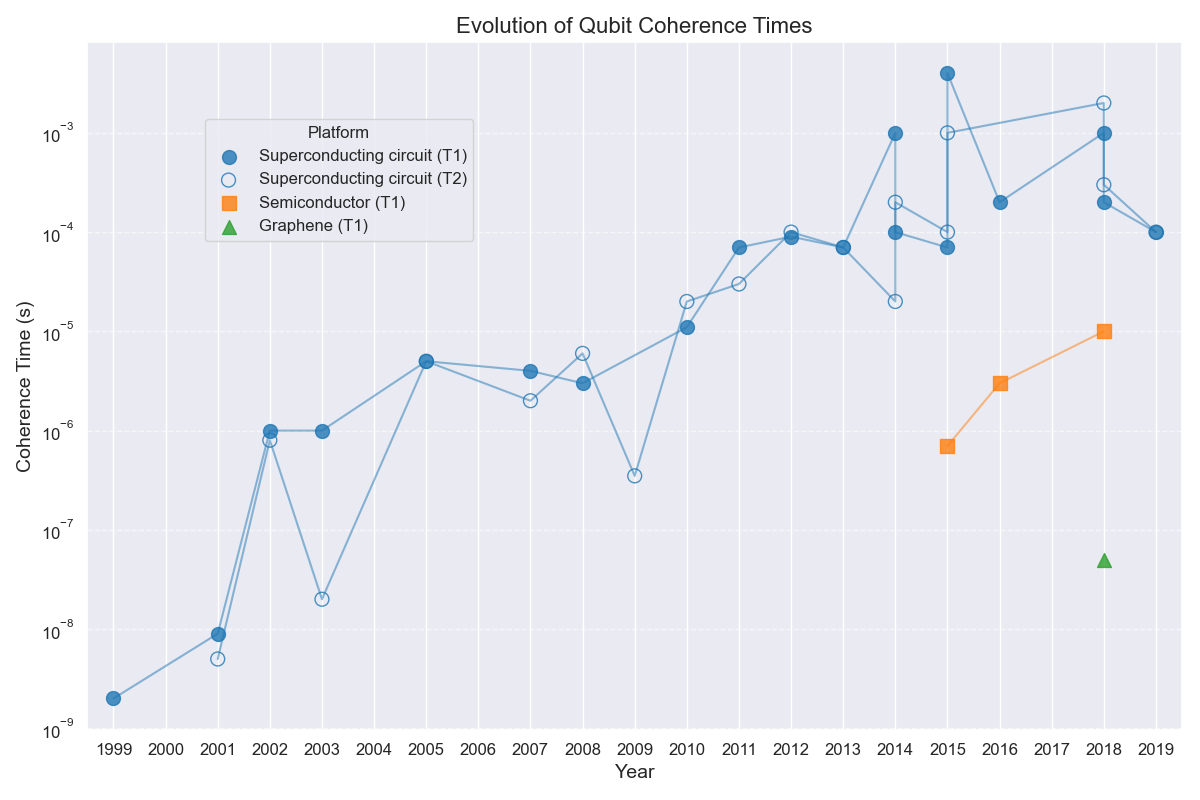 Evolution of Qubit Coherence Times
Platform
Superconducting circuit (T1)
Superconducting circuit (T2)
Semiconductor (T1)
Graphene (T1)
Coherence Time (s)
10⁻³
10⁻⁴
10⁻⁵
10⁻⁶
10⁻⁷
10⁻⁸
10⁻⁹
1999 2000 2001 2002 2003 2004 2005 2006 2007 2008 2009 2010 2011 2012 2013 2014 2015 2016 2017 2018 2019
Year